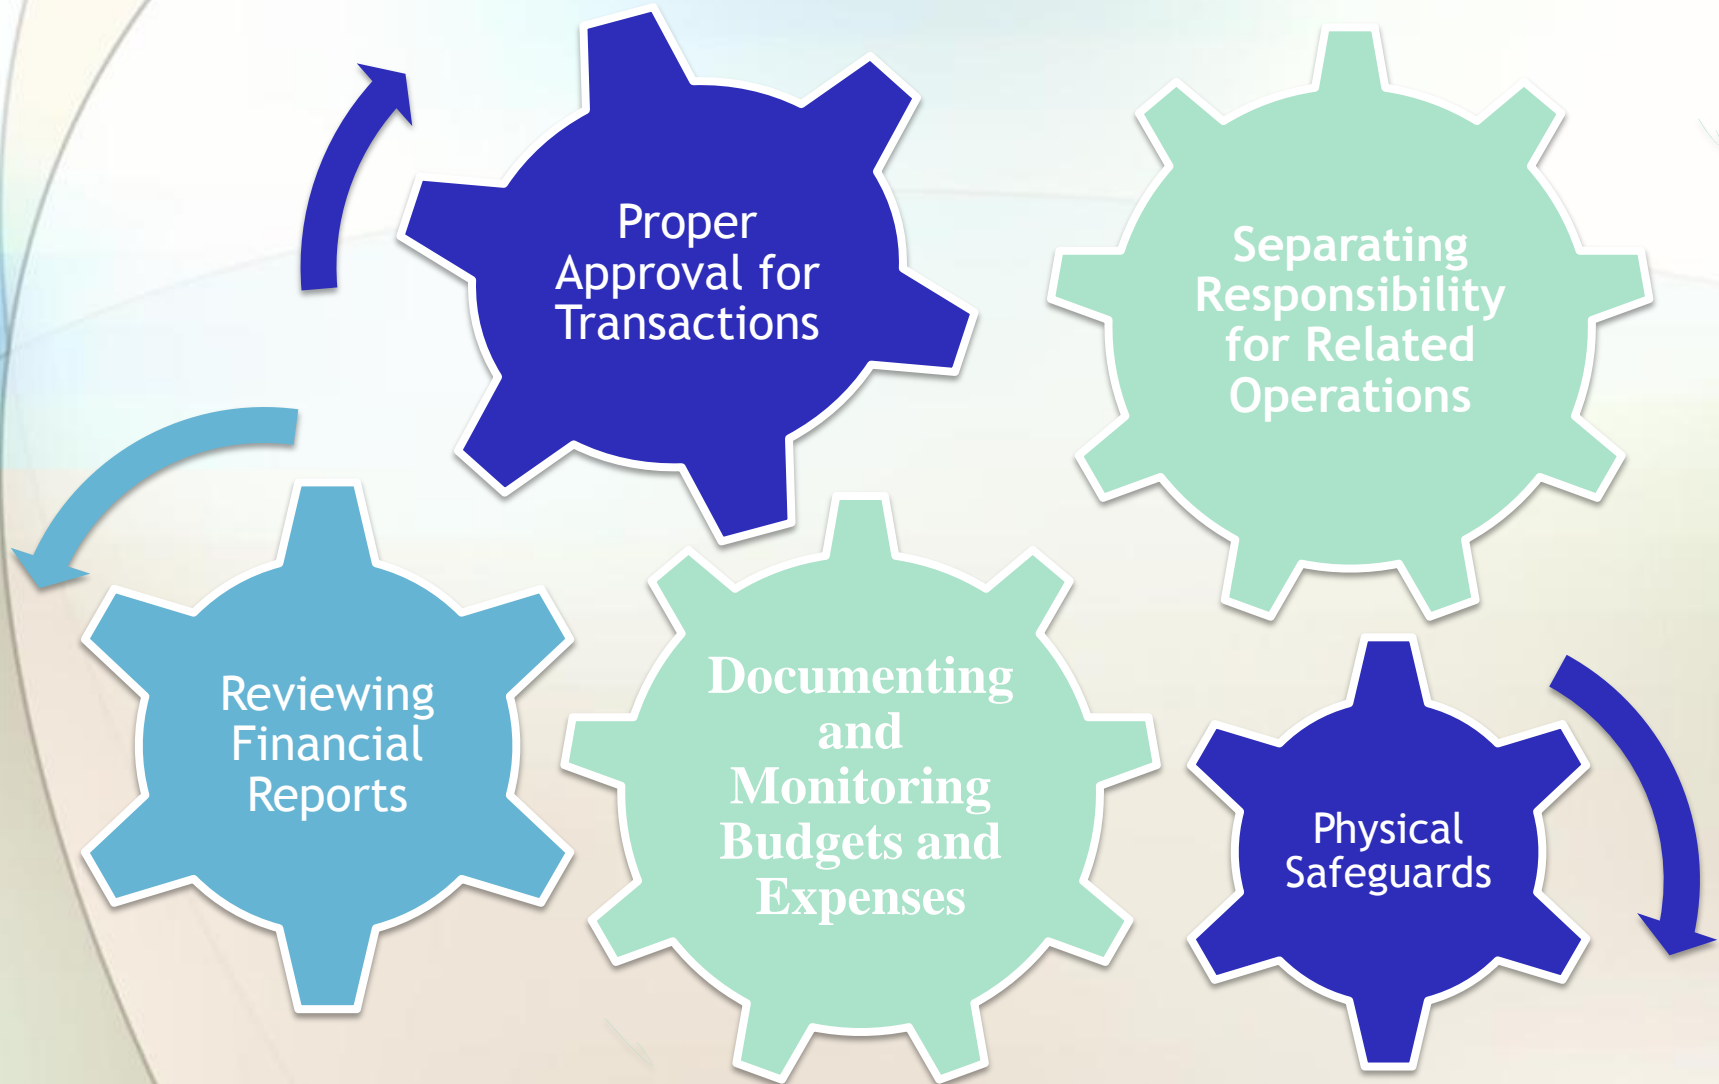 Proper
Approval for
Transactions
Separating
Responsibility
for Related
Operations
Reviewing
Financial
Reports
Documenting
and
Monitoring
Budgets and
Expenses
Physical
Safeguards